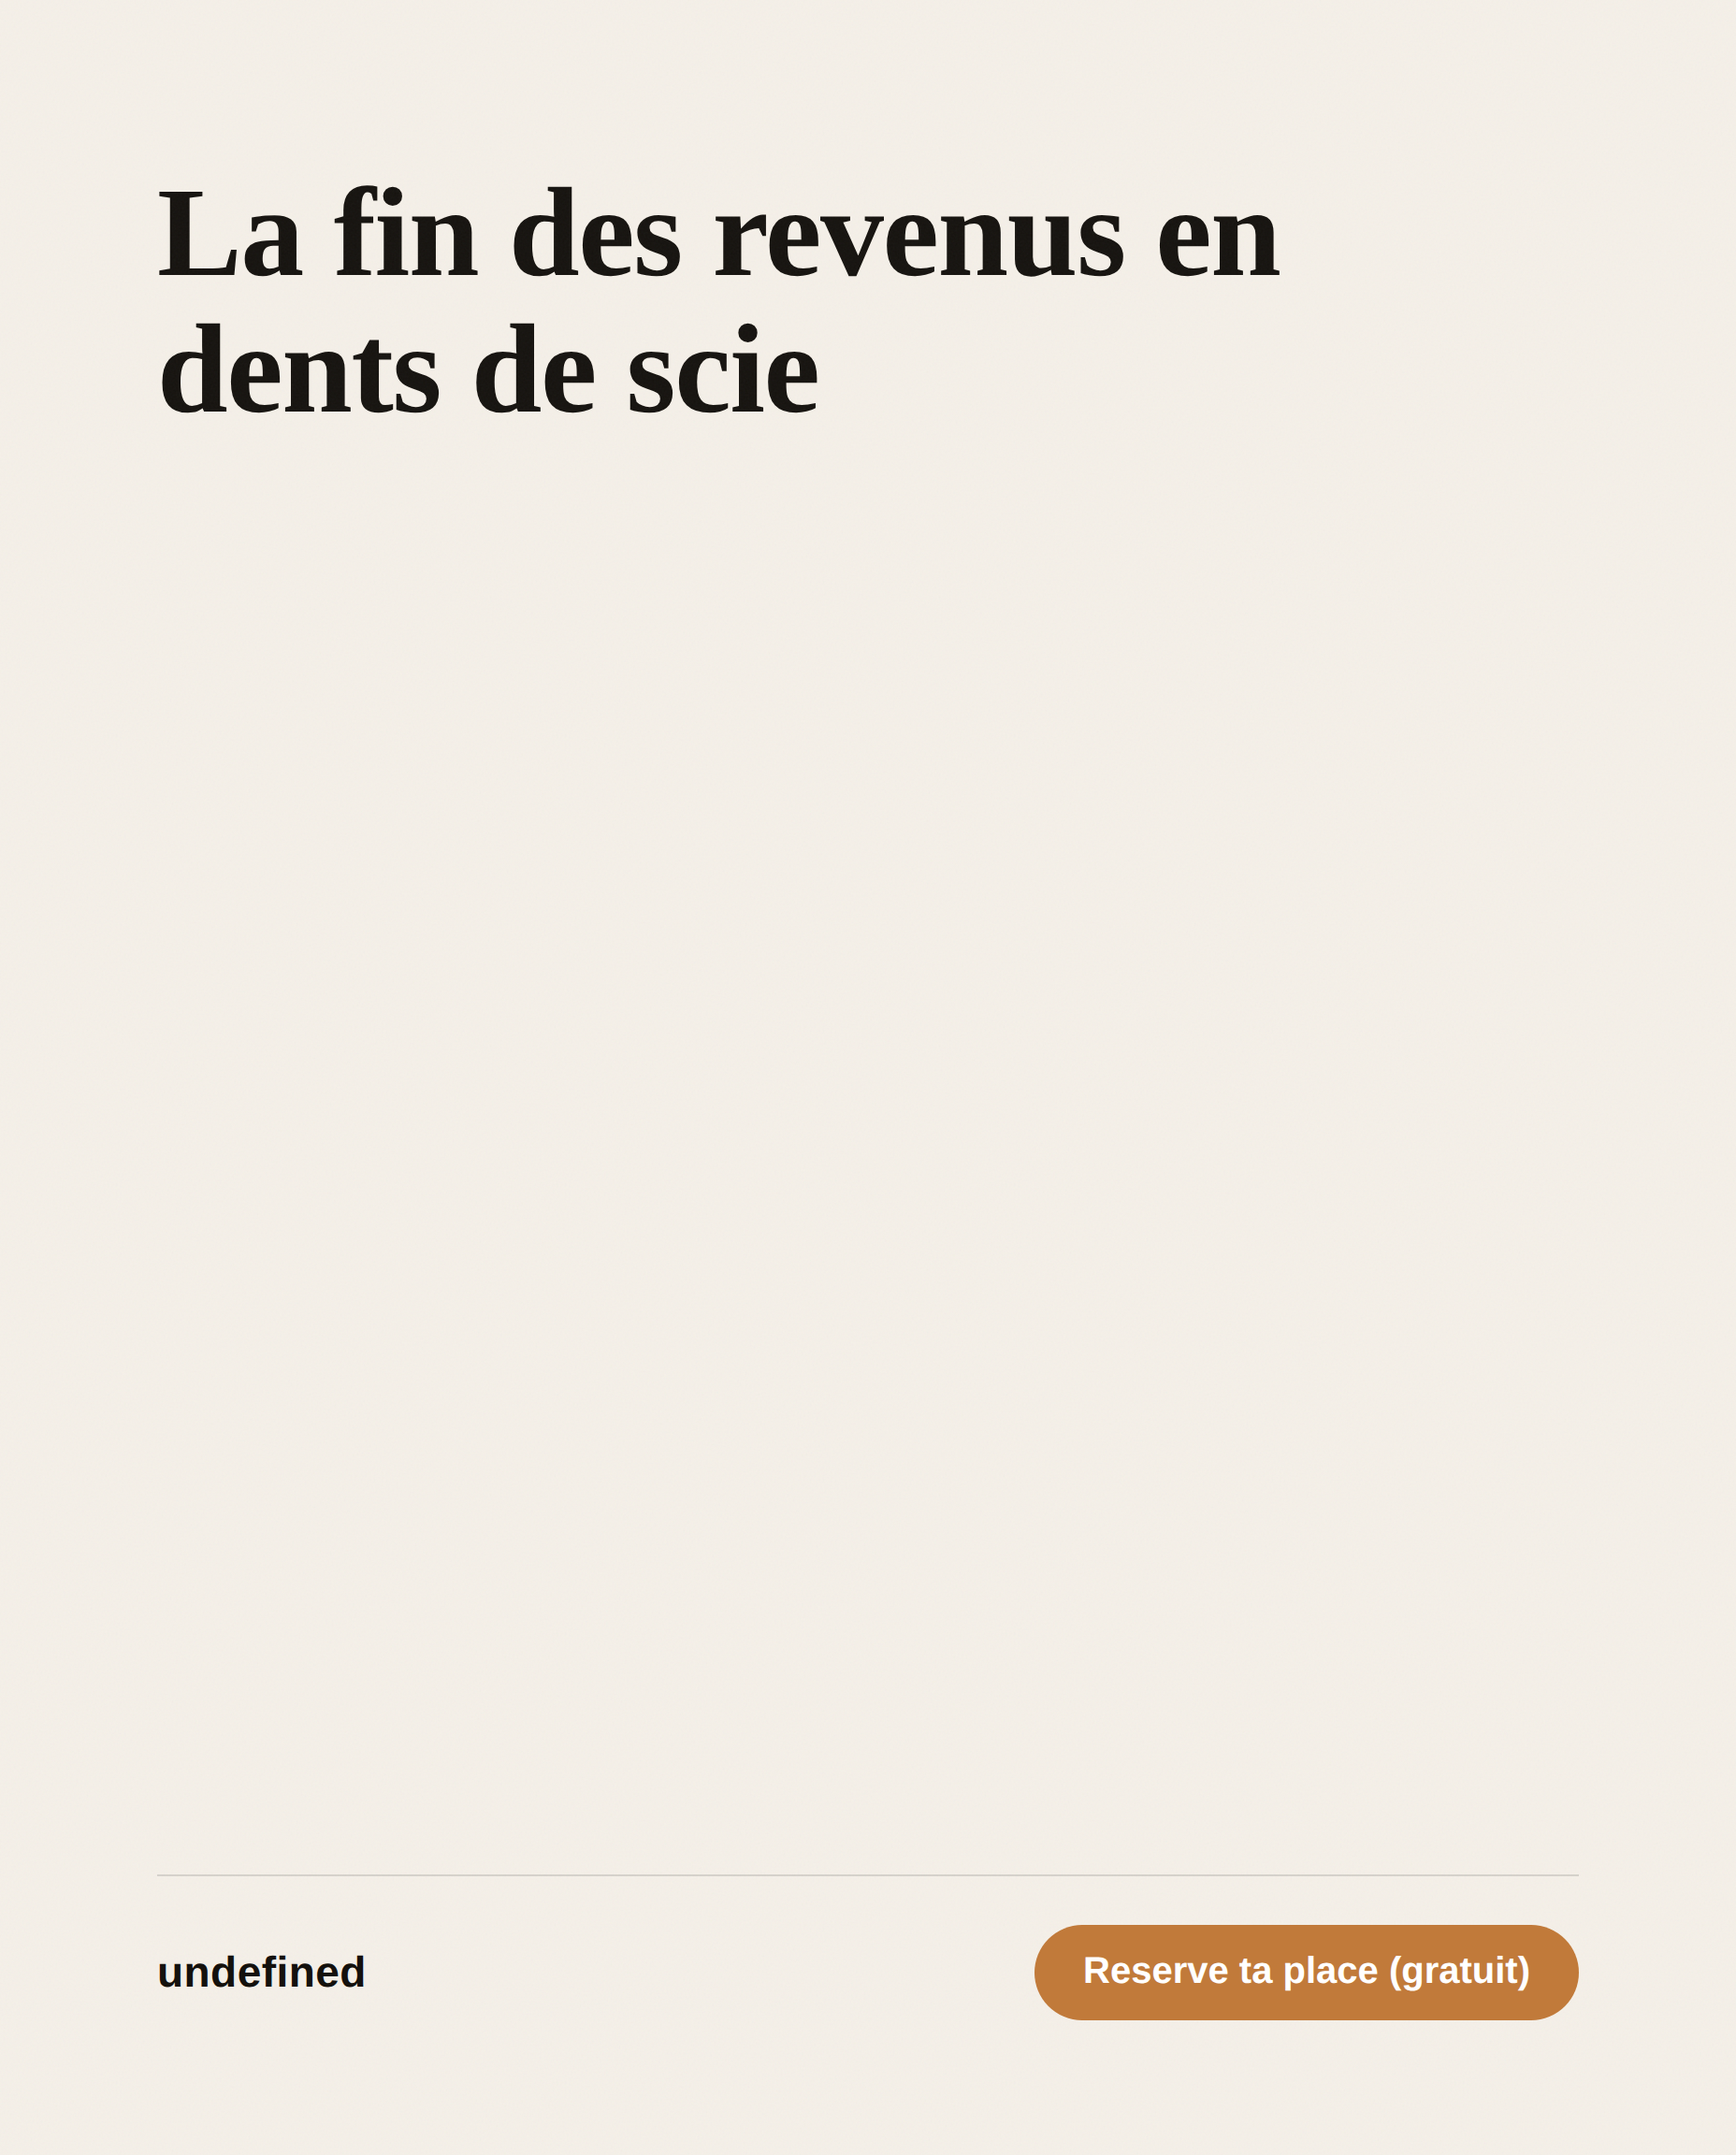 La fin des revenus en
dents de scie
undefined
Reserve ta place (gratuit)